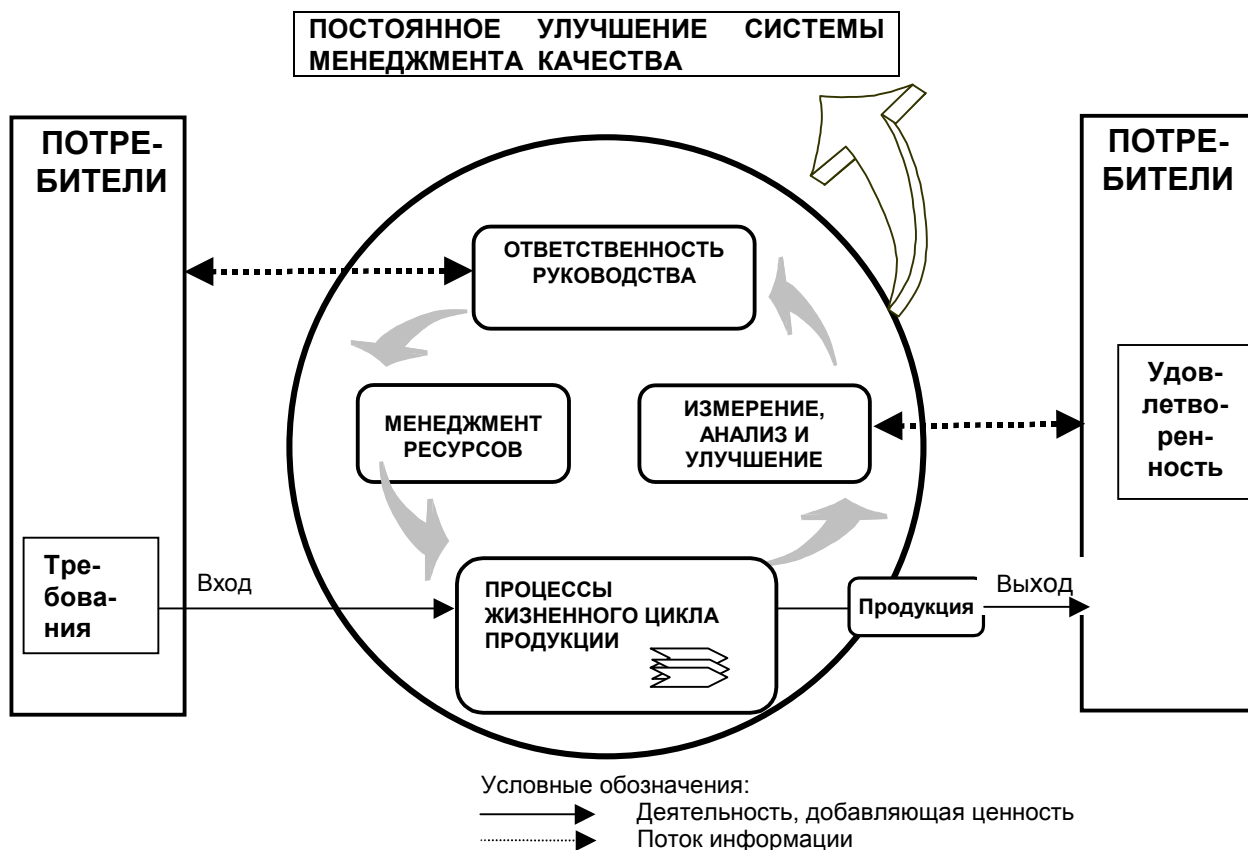 ПОСТОЯННОЕ УЛУЧШЕНИЕ СИСТЕМЫ
МЕНЕДЖМЕНТА КАЧЕСТВА
ПОТРЕ-
БИТЕЛИ
ПОТРЕ-
БИТЕЛИ
ОТВЕТСТВЕННОСТЬ
РУКОВОДСТВА
МЕНЕДЖМЕНТ
РЕСУРСОВ
ИЗМЕРЕНИЕ,
АНАЛИЗ И
УЛУЧШЕНИЕ
Удов-
летво-
рен-
ность
Тре-
бова-
ния
Вход
ПРОЦЕССЫ
ЖИЗНЕННОГО ЦИКЛА
ПРОДУКЦИИ
Продукция
Выход
Условные обозначения:
Деятельность, добавляющая ценность
Поток информации